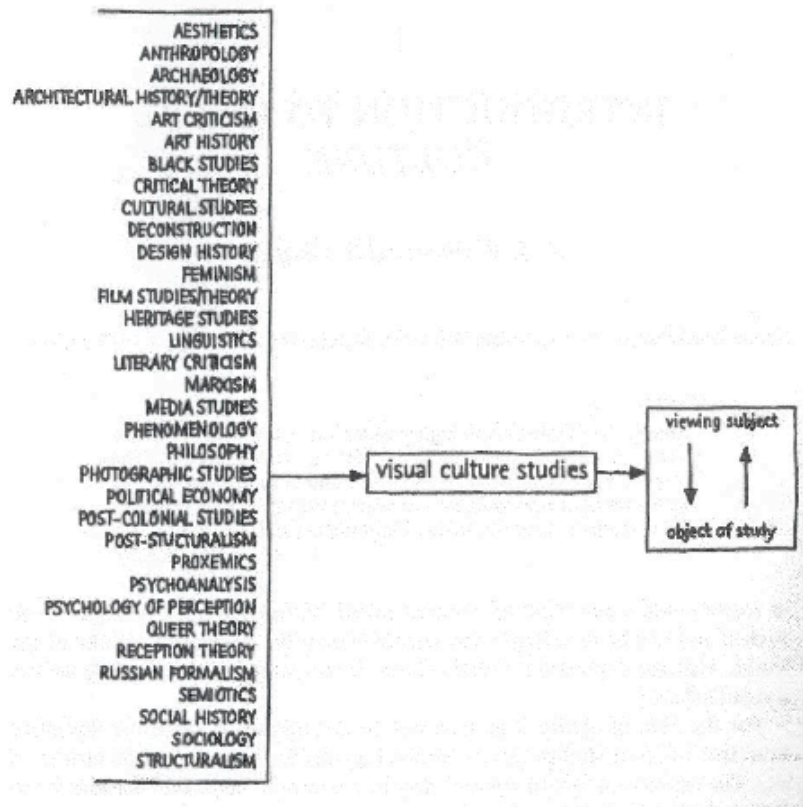 AESTHETICS
ANTHROPOLOGY
ARCHAEOLOGY
ARCHITECTURAL HISTORY/THEORY
ART CRITICISM
ART HISTORY
BLACK STUDIES
CRITICAL THEORY
CULTURAL STUDIES
DECONSTRUCTION
DESIGN HISTORY
FEMINISM
FILM STUDIES/THEORY
HERITAGE STUDIES
LINGUISTICS
LITERARY CRITICISM
MARXISM
MEDIA STUDIES
PHENOMENOLOGY
PHILOSOPHY
PHOTOGRAPHIC STUDIES
POLITICAL ECONOMY
POST-COLONIAL STUDIES
POST-STUCTURALISM
PROXEMICS
PSYCHOANALYSIS
PSYCHOLOGY OF PERCEPTION
QUEER THEORY
RECEPTION THEORY
RUSSIAN FORMALISM
SEMIOTICS
SOCIAL HISTORY
SOCIOLOGY
STRUCTURALISM
visual culture studies
viewing subject
object of study